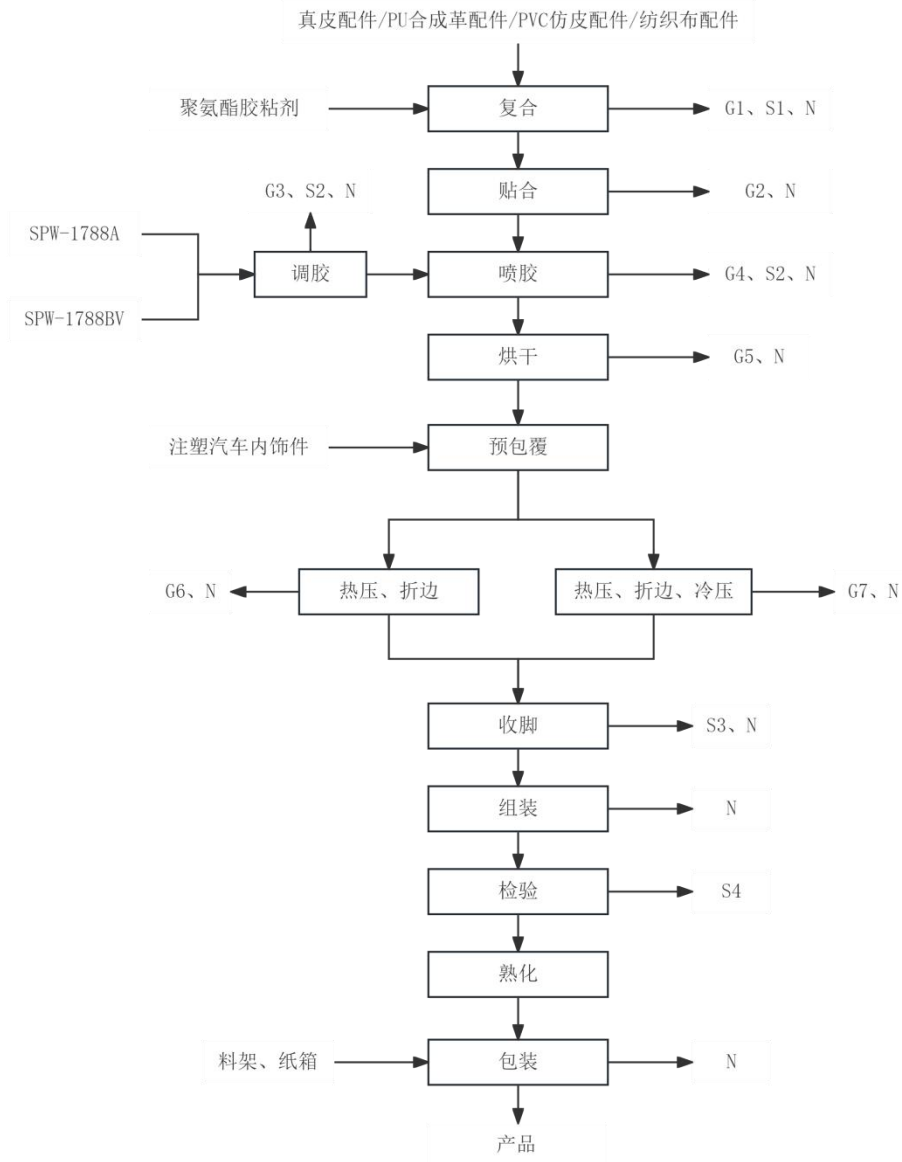 真皮配件/PU合成革配件/PVC仿皮配件/纺织布配件
聚氨酯胶粘剂
复合
G1、S1、N
贴合
G2、N
G3、S2、N
SPW-1788A
调胶
喷胶
G4、S2、N
SPW-1788BV
烘干
G5、N
注塑汽车内饰件
预包覆
G6、N
热压、折边
热压、折边、冷压
G7、N
收脚
S3、N
组装
N
检验
S4
熟化
料架、纸箱
包装
N
产品